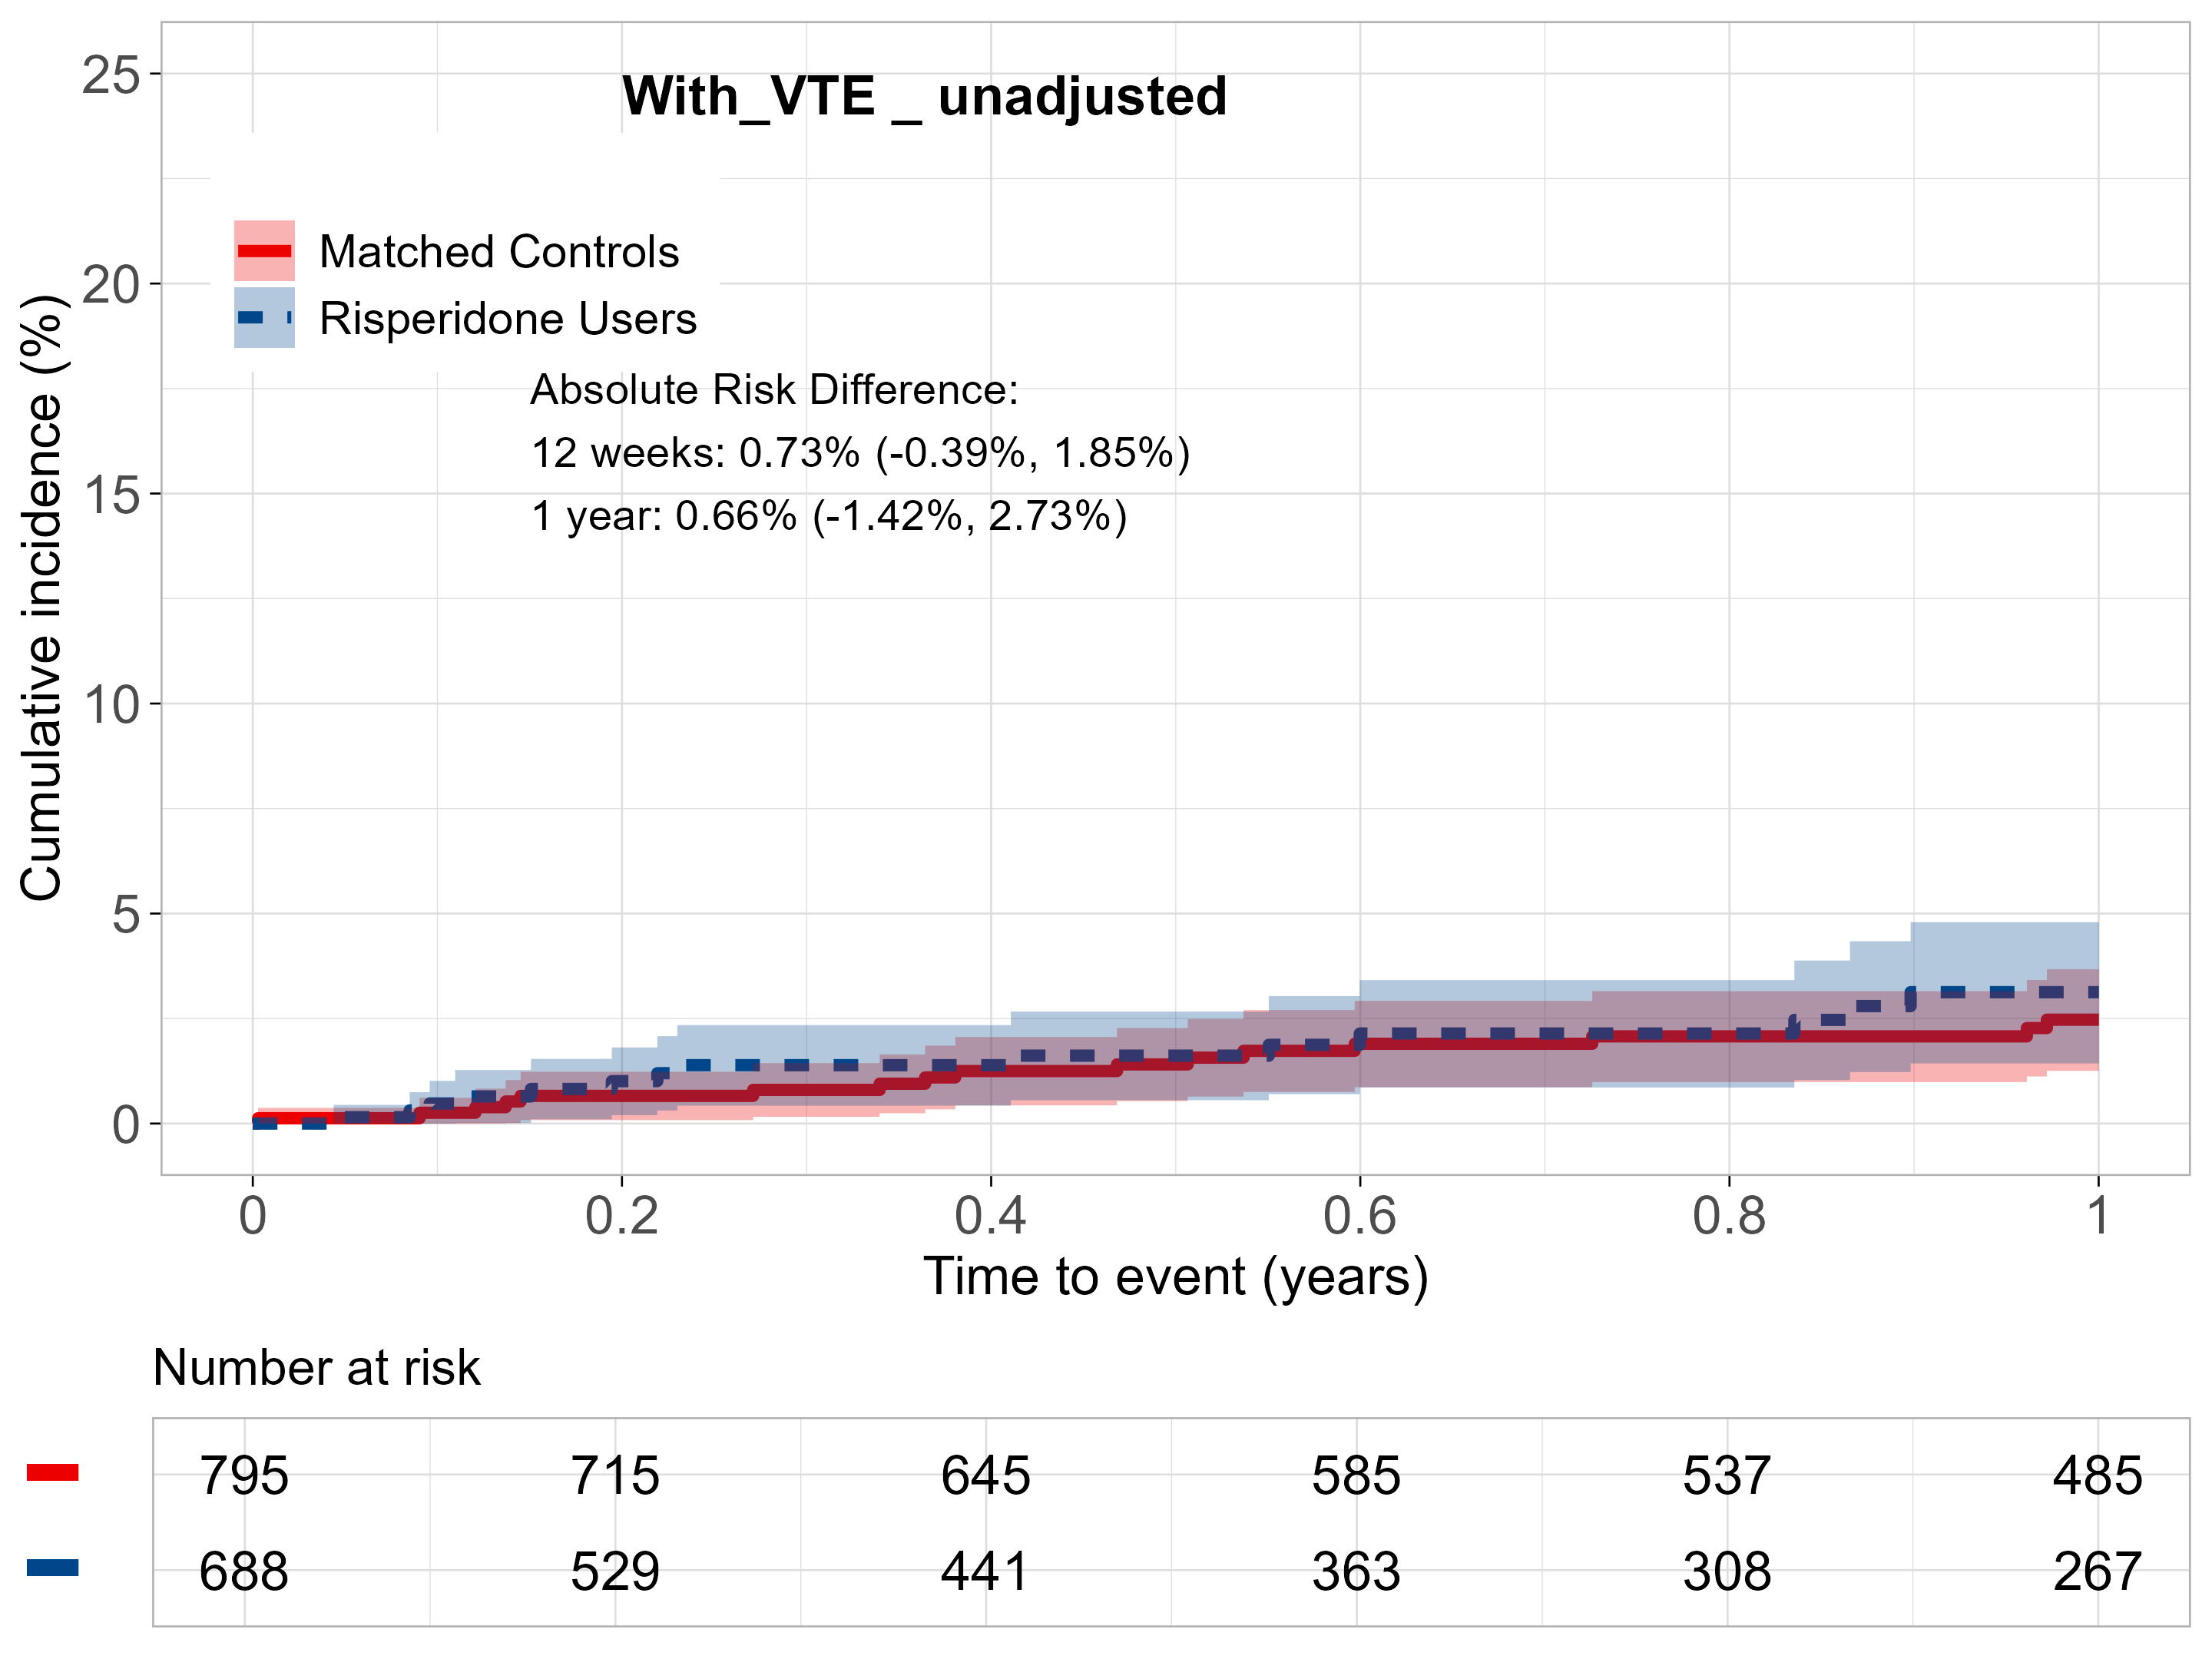 With_VTE _ unadjusted
Matched Controls
Risperidone Users
Absolute Risk Difference:
12 weeks: 0.73% (-0.39%, 1.85%)
1 year: 0.66% (-1.42%, 2.73%)
Cumulative incidence (%)
25
20
15
10
5
0
0 0.2 0.4 0.6 0.8 1
Time to event (years)
Number at risk
795 715 645 585 537 485
688 529 441 363 308 267